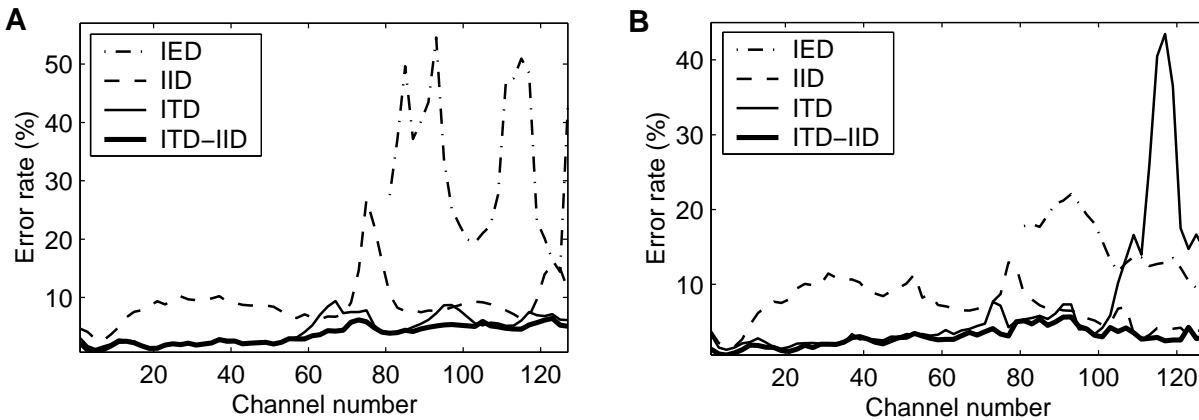 A
50
40
30
20
10
Error rate (%)
IED
IID
ITD
ITD–IID
20 40 60 80 100 120
Channel number
B
40
30
20
10
Error rate (%)
IED
IID
ITD
ITD–IID
20 40 60 80 100 120
Channel number